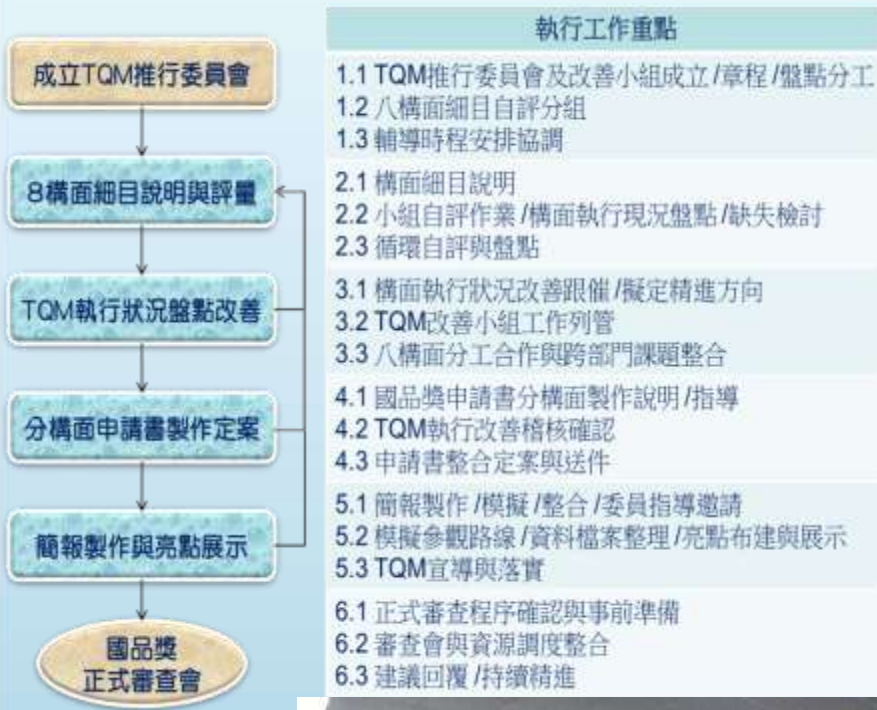 成立TQM推行委員會
8構面細目說明與評量
TQM執行狀況盤點改善
分構面申請書製作定案
簡報製作與亮點展示
國品獎
正式審查會
執行工作重點
1.1 TQM推行委員會及改善小組成立/章程/盤點分工
1.2 八構面細目自評分組
1.3 輔導時程安排協調
2.1 構面細目說明
2.2 小組自評作業/構面執行現況盤點/缺失檢討
2.3 循環自評與盤點
3.1 構面執行狀況改善跟催/擬定精進方向
3.2 TQM改善小組工作列管
3.3 八構面分工合作與跨部門課題整合
4.1 國品獎申請書分構面製作說明/指導
4.2 TQM執行改善稽核確認
4.3 申請書整合定案與送件
5.1 簡報製作/模擬/整合/委員指導邀請
5.2 模擬參觀路線/資料檔案整理/亮點布建與展示
5.3 TQM宣導與落實
6.1 正式審查程序確認與事前準備
6.2 審查會與資源調度整合
6.3 建議回覆/持續精進